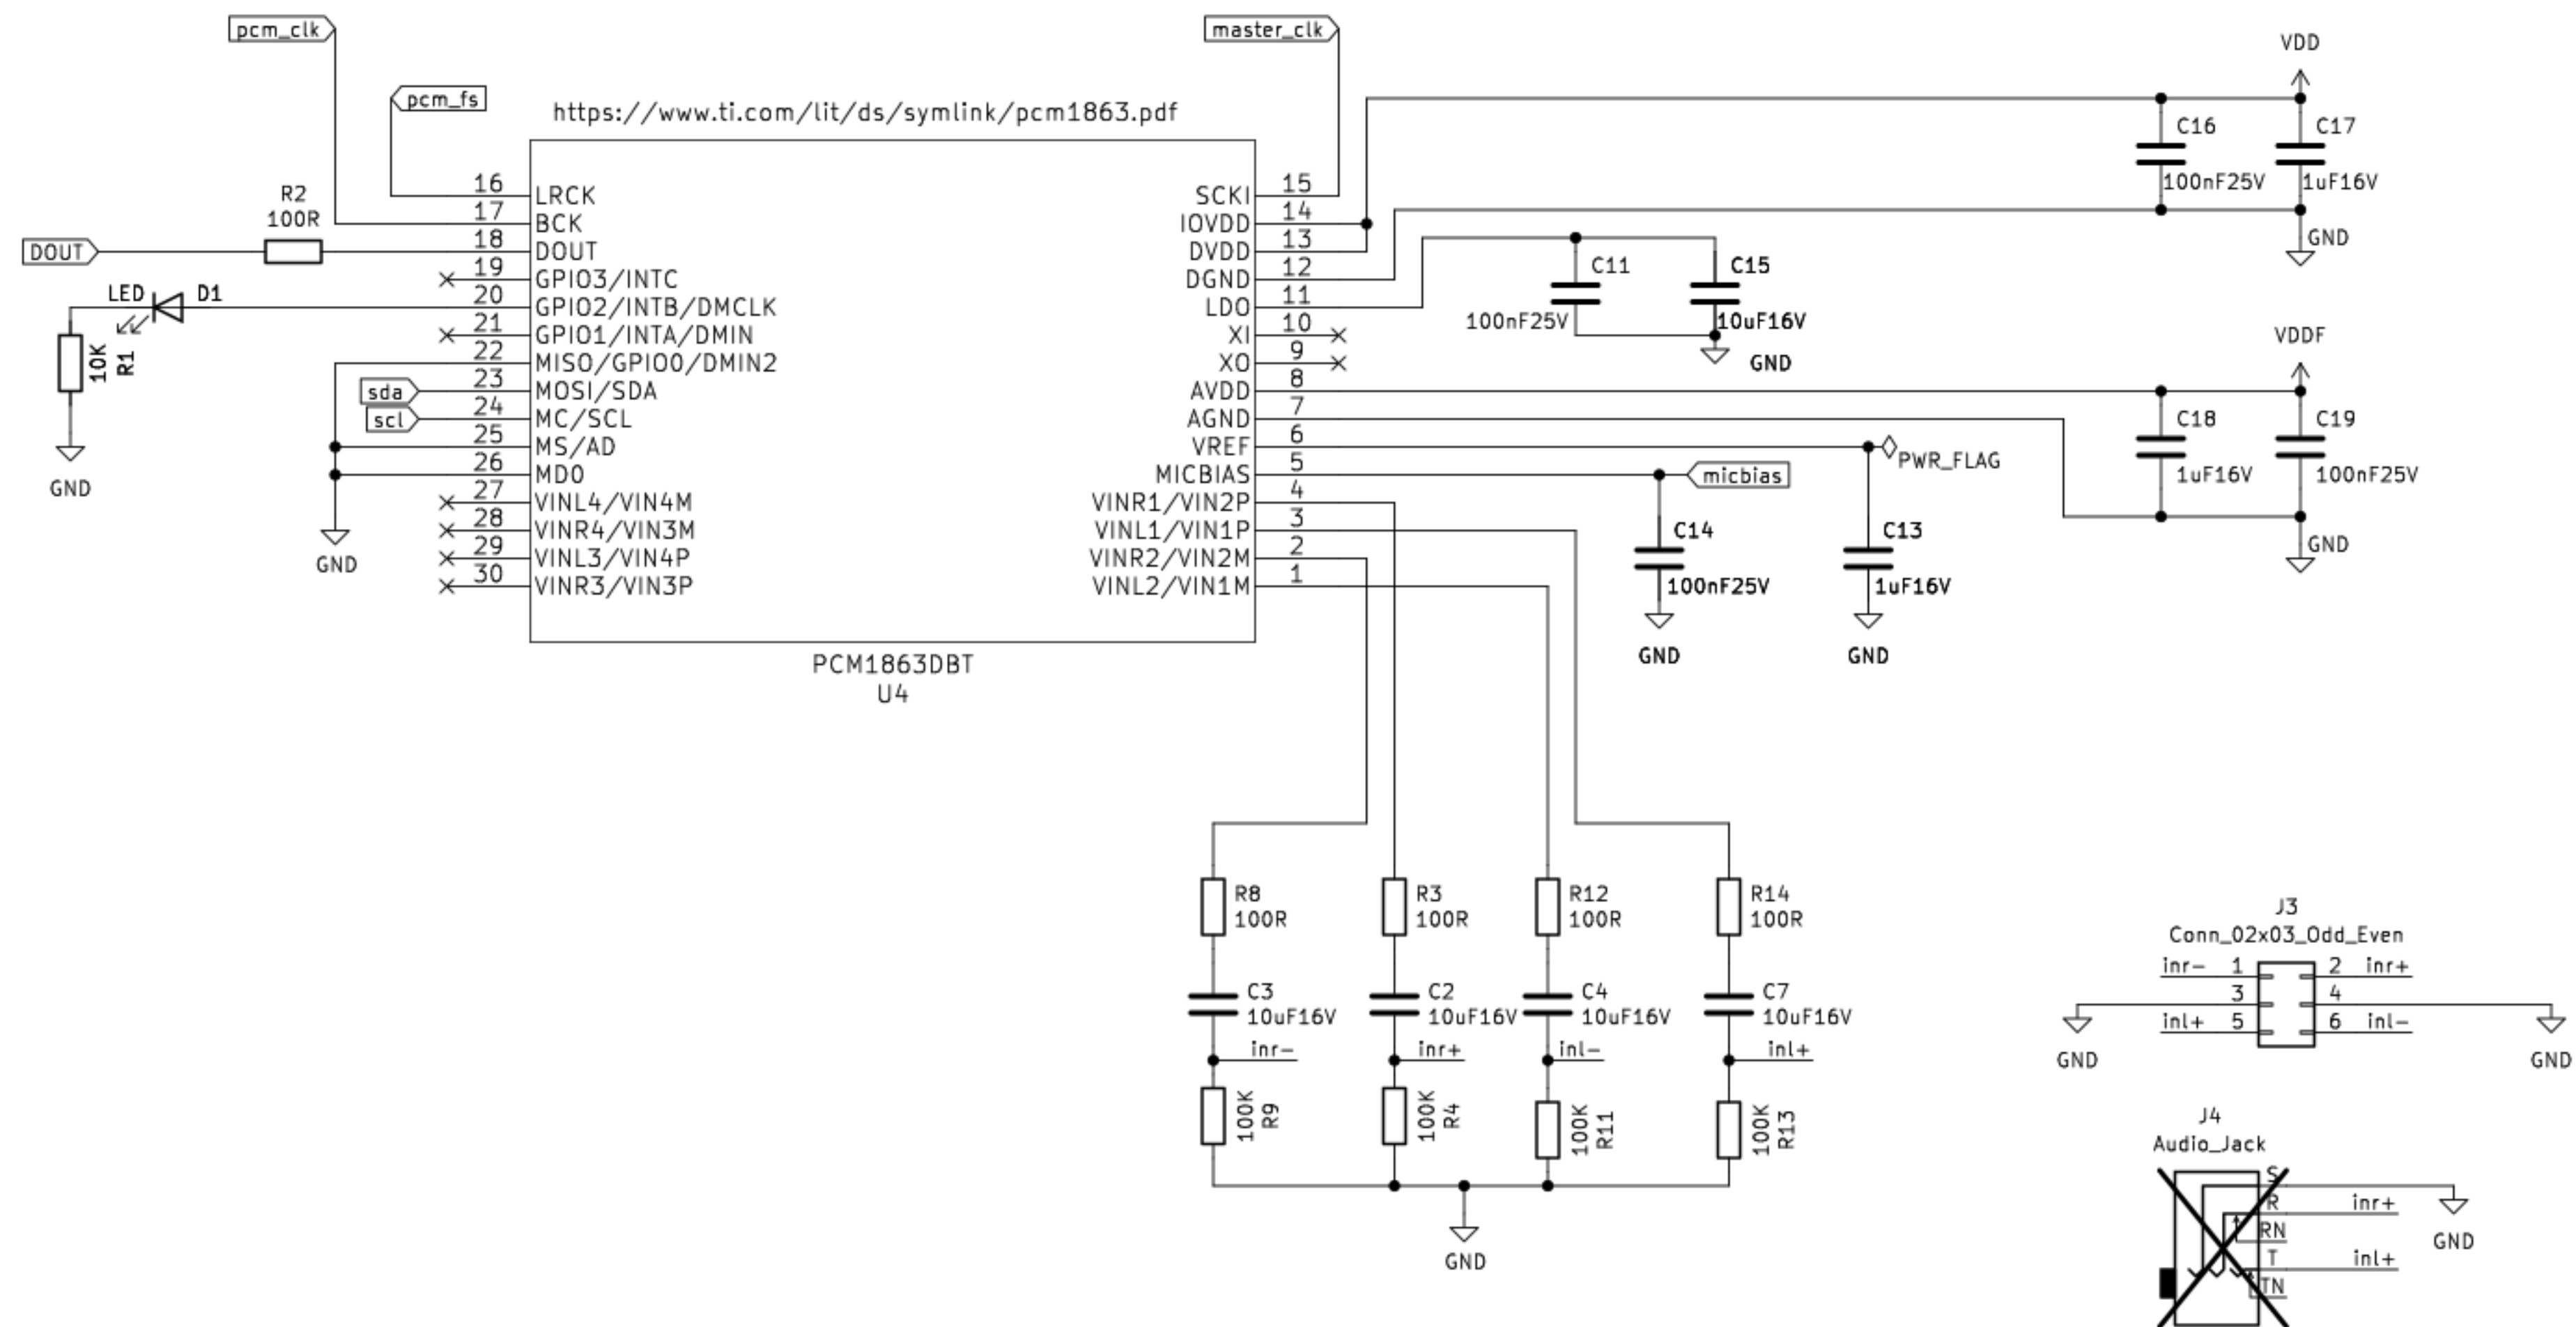 pcm_clk
master_clk
VDD
pcm_fs
https://www.ti.com/lit/ds/symlink/pcm1863.pdf
C16
100nF25V
C17
1uF16V
GND
R2
100R
DOUT
LED
D1
10K
R1
GND
sda
scl
GND
16
17
18
19
20
21
22
23
24
25
26
27
28
29
30
LRCK
BCK
DOUT
GPIO3/INTC
GPIO2/INTB/DMCLK
GPIO1/INTA/DMIN
MISO/GPIO0/DMIN2
MOSI/SDA
MC/SCL
MS/AD
MD0
VINL4/VIN4M
VINR4/VIN3M
VINL3/VIN4P
VINR3/VIN3P
SCKI 15
IOVDD 14
DVDD 13
DGND 12
LDO 11
XI 10
XO 9
AVDD 8
AGND 7
VREF 6
MICBIAS 5
VINR1/VIN2P 4
VINL1/VIN1P 3
VINR2/VIN2M 2
VINL2/VIN1M 1
PCM1863DBT
U4
C11
100nF25V
C15
10uF16V
GND
VDDF
C18
1uF16V
C19
100nF25V
GND
PWR_FLAG
micbias
C14
100nF25V
GND
C13
1uF16V
GND
R8
100R
R3
100R
R12
100R
R14
100R
C3
10uF16V
C2
10uF16V
C4
10uF16V
C7
10uF16V
inr-
inr+
inl-
inl+
100K
R9
100K
R4
100K
R11
100K
R13
GND
J3
Conn_02x03_Odd_Even
inr- 1 2 inr+
3 4
inl+ 5 6 inl-
GND
GND
J4
Audio_Jack
S
R inr+
RN
GND
T inl+
TN